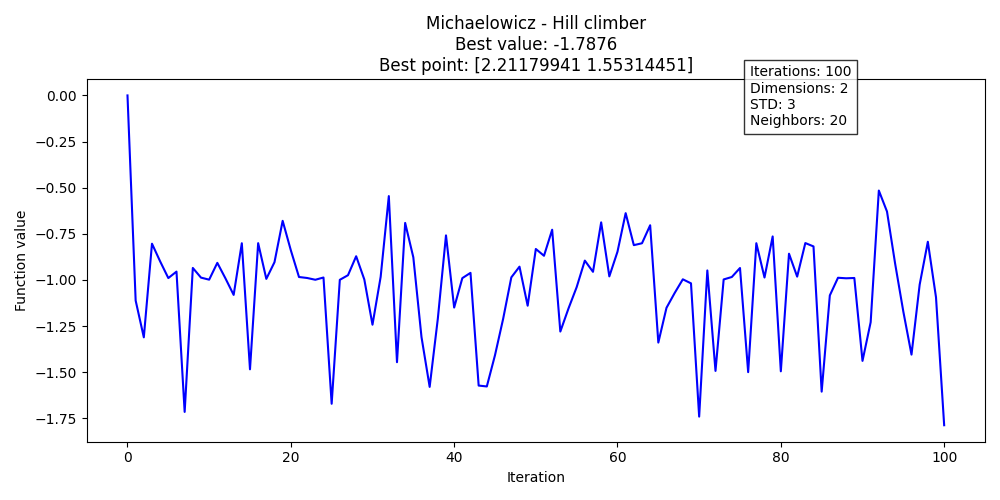 Michaelowicz - Hill climber
Best value: -1.7876
Best point: [2.21179941 1.55314451]
Iterations: 100
Dimensions: 2
STD: 3
Neighbors: 20
0.00
−0.25
−0.50
−0.75
−1.00
−1.25
−1.50
−1.75
Function value
0 20 40 60 80 100
Iteration